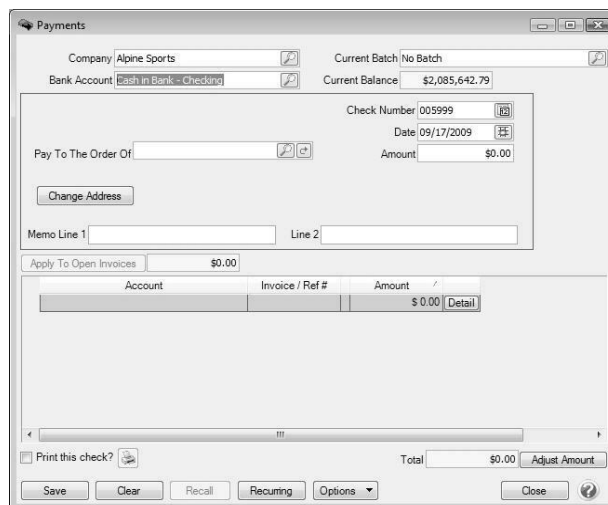 Payments
Company Alpine Sports Current Batch No Batch
Bank Account Cash in Bank - Checking Current Balance $2,085,642.79
Check Number 005999
Date 09/17/2009
Pay To The Order Of Amount $0.00
Change Address
Memo Line 1 Line 2
Apply To Open Invoices $0.00
Account Invoice / Ref # Amount
$ 0.00 Detail
Print this check? Total $0.00 Adjust Amount
Save Clear Recall Recurring Options Close